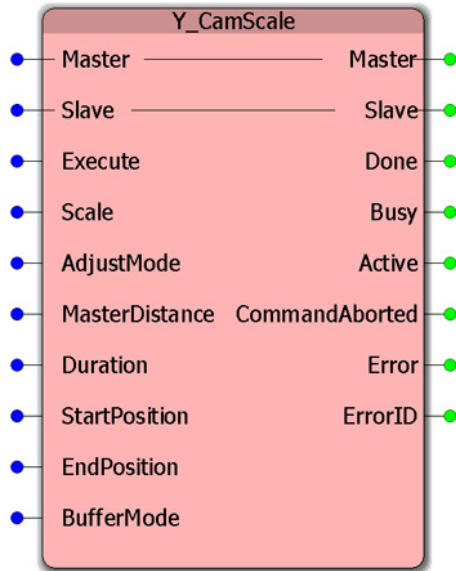 Y_CamScale
Master Master
Slave Slave
Execute Done
Scale Busy
AdjustMode Active
MasterDistance CommandAborted
Duration Error
StartPosition ErrorID
EndPosition
BufferMode